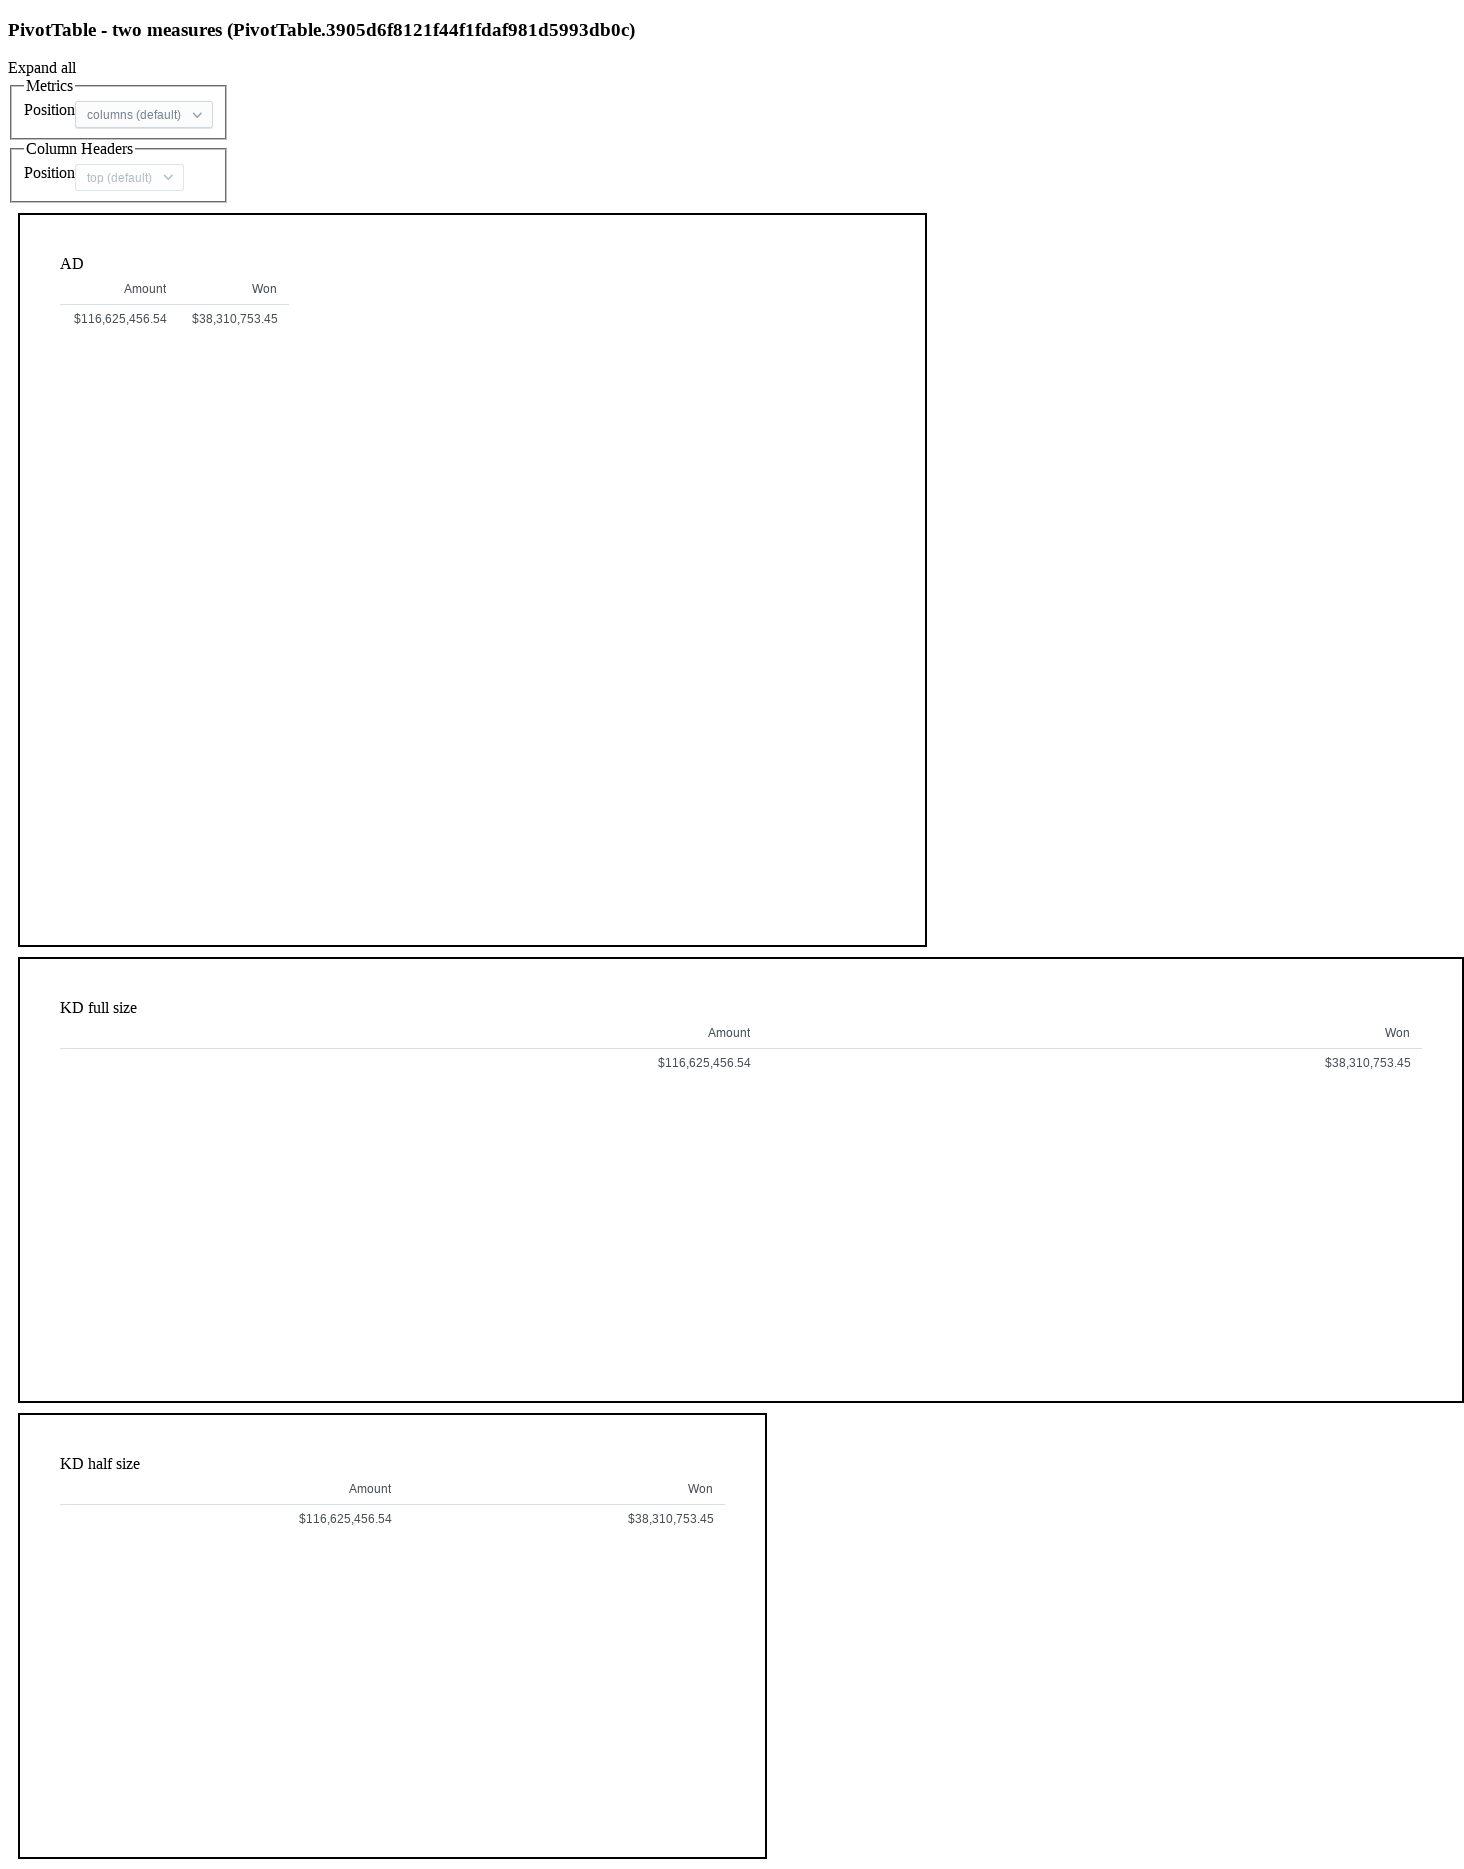 PivotTable - two measures (PivotTable.3905d6f8121f44f1fdaf981d5993db0c)
Expand all
Metrics
Position columns (default)
Column Headers
Position top (default)
AD
Amount Won
$116,625,456.54 $38,310,753.45
KD full size
Amount Won
$116,625,456.54 $38,310,753.45
KD half size
Amount Won
$116,625,456.54 $38,310,753.45